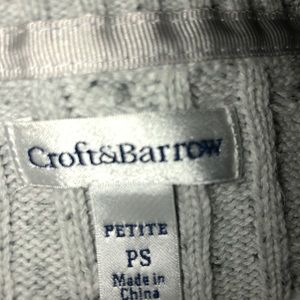 Croft&Barrow
PETITE
PS
Made in
China